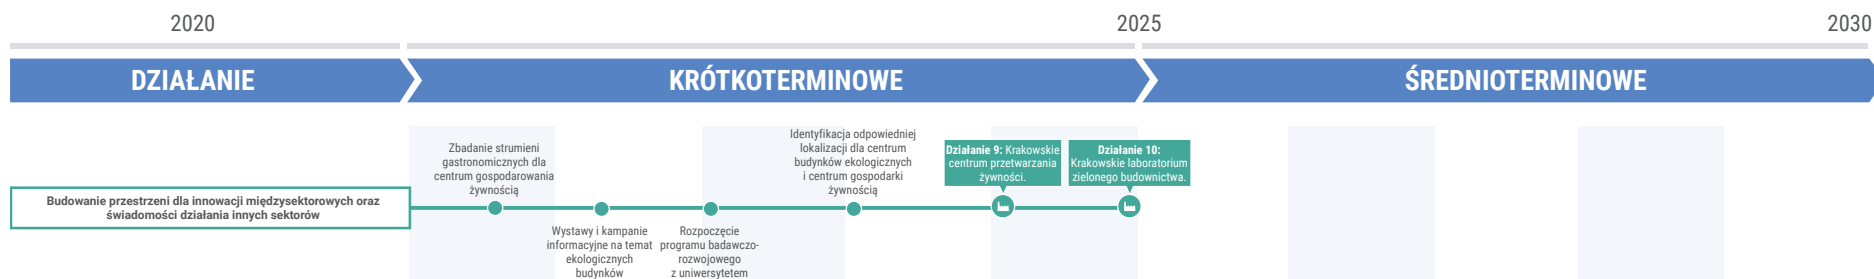 2020
2025
2030
DZIAŁANIE
KRÓTKOTERMINOWE
ŚREDNIOTERMINOWE
Budowanie przestrzeni dla innowacji międzysektorowych oraz
świadomości działania innych sektorów
Zbadanie strumieni
gastronomicznych dla
centrum gospodarowania
żywnością
Wystawy i kampanie
informacyjne na temat
ekologicznych
budynków
Rozpoczęcie
programu badawczo-
rozwojowego
z uniwersytetem
Identyfikacja odpowiedniej
lokalizacji dla centrum
budynków ekologicznych
i centrum gospodarki
żywnością
Działanie 9: Krakowskie
centrum przetwarzania
żywności.
Działanie 10:
Krakowskie laboratorium
zielonego budownictwa.